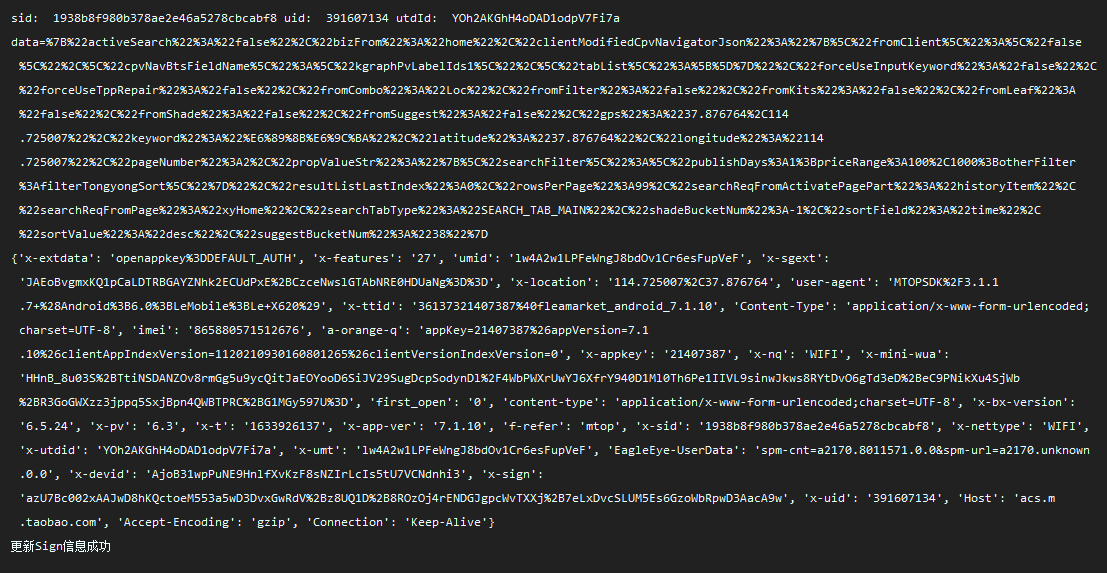 sid:  1938b8f980b378ae2e46a5278cbcabf8 uid:  391607134 utdId:  YOh2AKGhH4oDAD1odpV7Fi7a
data=%7B%22activeSearch%22%3A%22false%22%2C%22bizFrom%22%3A%22home%22%2C%22clientModifiedCpvNavigatorJson%22%3A%22%7B%5C%22fromClient%5C%22%3A%5C%22false
%5C%22%2C%5C%22cpvNavBtsFieldName%5C%22%3A%5C%22kgraphPvLabelIds1%5C%22%2C%5C%22tabList%5C%22%3A%5B%5D%7D%22%2C%22forceUseInputKeyword%22%3A%22false%22%2C
%22forceUseTppRepair%22%3A%22false%22%2C%22fromCombo%22%3A%22Loc%22%2C%22fromFilter%22%3A%22false%22%2C%22fromKits%22%3A%22false%22%2C%22fromLeaf%22%3A
%22false%22%2C%22fromShade%22%3A%22false%22%2C%22fromSuggest%22%3A%22false%22%2C%22gps%22%3A%2237.876764%2C114
.725007%22%2C%22keyword%22%3A%22%E6%89%8B%E6%9C%BA%22%2C%22latitude%22%3A%2237.876764%22%2C%22longitude%22%3A%22114
.725007%22%2C%22pageNumber%22%3A2%2C%22propValueStr%22%3A%22%7B%5C%22searchFilter%5C%22%3A%5C%22publishDays%3A1%3BpriceRange%3A100%2C1000%3BotherFilter
%3AfilterTongyongSort%5C%22%7D%22%2C%22resultListLastIndex%22%3A0%2C%22rowsPerPage%22%3A99%2C%22searchReqFromActivatePagePart%22%3A%22historyItem%22%2C
%22searchReqFromPage%22%3A%22xyHome%22%2C%22searchTabType%22%3A%22SEARCH_TAB_MAIN%22%2C%22shadeBucketNum%22%3A-1%2C%22sortField%22%3A%22time%22%2C
%22sortValue%22%3A%22desc%22%2C%22suggestBucketNum%22%3A%2238%22%7D
{'x-extdata': 'openappkey%3DDEFAULT_AUTH', 'x-features': '27', 'umid': 'lw4A2w1LPFeWngJ8bdOv1Cr6esFupVeF', 'x-sgext':
'JAEoBvgmxKQ1pCaLDTRBGAYZNhk2ECUdPxE%2BCzceNwslGTAbNRE0HDUaNg%3D%3D', 'x-location': '114.725007%2C37.876764', 'user-agent': 'MTOPSDK%2F3.1.1
.7+%28Android%3B6.0%3BLeMobile%3BLe+X620%29', 'x-ttid': '36137321407387%40fleamarket_android_7.1.10', 'Content-Type': 'application/x-www-form-urlencoded;
charset=UTF-8', 'imei': '865880571512676', 'a-orange-q': 'appKey=21407387%26appVersion=7.1
.10%26clientAppIndexVersion=1120210930160801265%26clientVersionIndexVersion=0', 'x-appkey': '21407387', 'x-nq': 'WIFI', 'x-mini-wua':
'HHnB_8u03S%2BTtiNSDANZOv8rmGg5u9ycQitJaEOYooD6SiJV29SugDcpSodynDl%2F4WbPWXrUwYJ6XfrY940D1Ml0Th6Pe1IIVL9sinwJkws8RYtDvO6gTd3eD%2BeC9PNikXu4SjWb
%2BR3GoGWXzz3jppq5SxjBpn4QWBTPRC%2BG1MGy597U%3D', 'first_open': '0', 'content-type': 'application/x-www-form-urlencoded;charset=UTF-8', 'x-bx-version':
'6.5.24', 'x-pv': '6.3', 'x-t': '1633926137', 'x-app-ver': '7.1.10', 'f-refer': 'mtop', 'x-sid': '1938b8f980b378ae2e46a5278cbcabf8', 'x-nettype': 'WIFI',
'x-utdid': 'YOh2AKGhH4oDAD1odpV7Fi7a', 'x-umt': 'lw4A2w1LPFeWngJ8bdOv1Cr6esFupVeF', 'EagleEye-UserData': 'spm-cnt=a2170.8011571.0.0&spm-url=a2170.unknown
.0.0', 'x-devid': 'AjoB31wpPuNE9HnlfXvKzF8sNZIrLcIs5tU7VCNdnhi3', 'x-sign':
'azU7Bc002xAAJwD8hKQctoeM553a5wD3DvxGwRdV%2Bz8UQ1D%2B8ROzOj4rENDGJgpcWvTXXj%2B7eLxDvcSLUM5Es6GzoWbRpwD3AacA9w', 'x-uid': '391607134', 'Host': 'acs.m
.taobao.com', 'Accept-Encoding': 'gzip', 'Connection': 'Keep-Alive'}
更新Sign信息成功